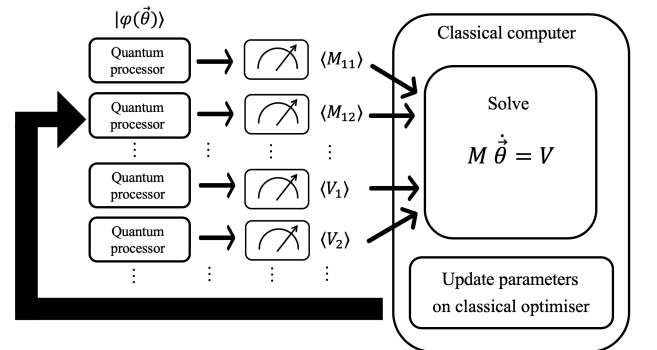 |φ(θ⃗)⟩
Classical computer
Quantum
processor
⟨M₁₁⟩
Quantum
processor
⟨M₁₂⟩
Solve
M θ⃗̇ = V
Quantum
processor
⟨V₁⟩
Quantum
processor
⟨V₂⟩
Update parameters
on classical optimiser